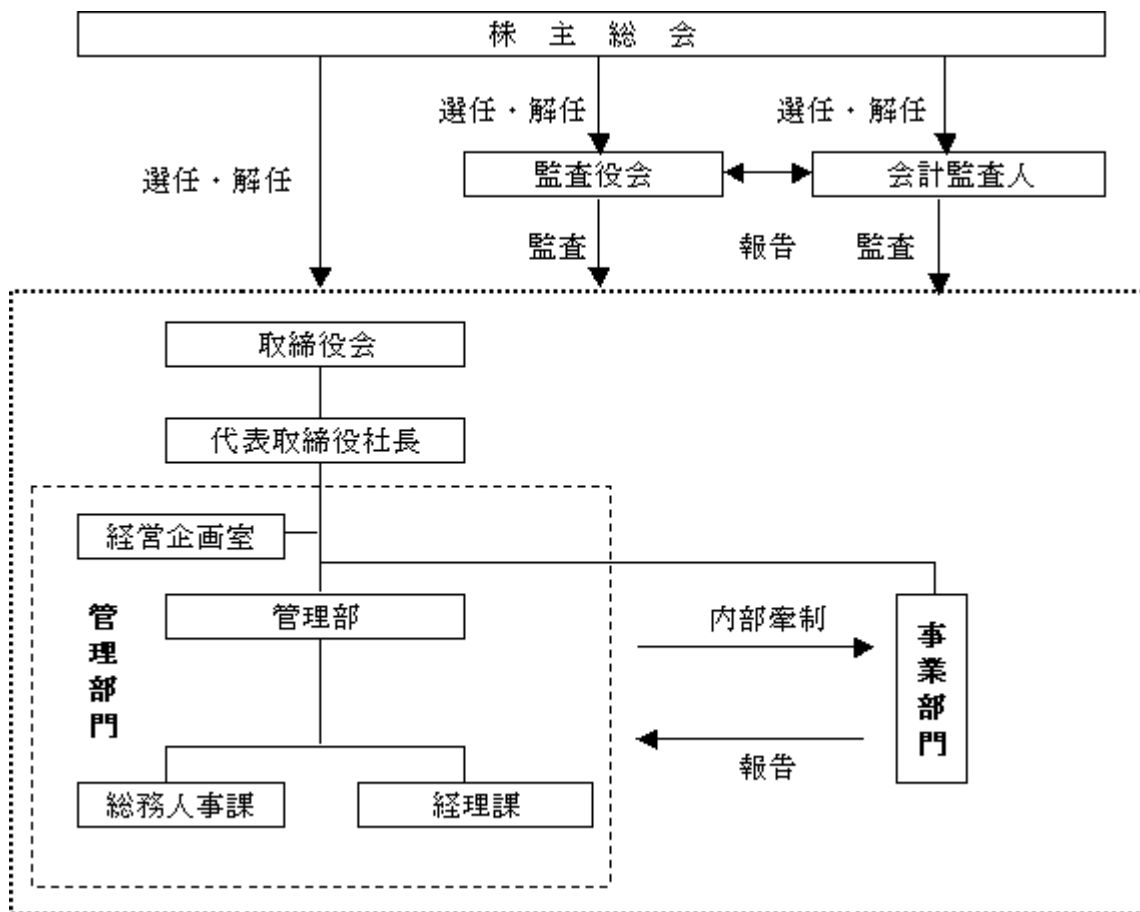 株 主 総 会
選任・解任
選任・解任
選任・解任
監査役会
会計監査人
監査
報告
監査
取締役会
代表取締役社長
経営企画室
管理部門
管理部
内部牽制
事業部門
報告
総務人事課
経理課